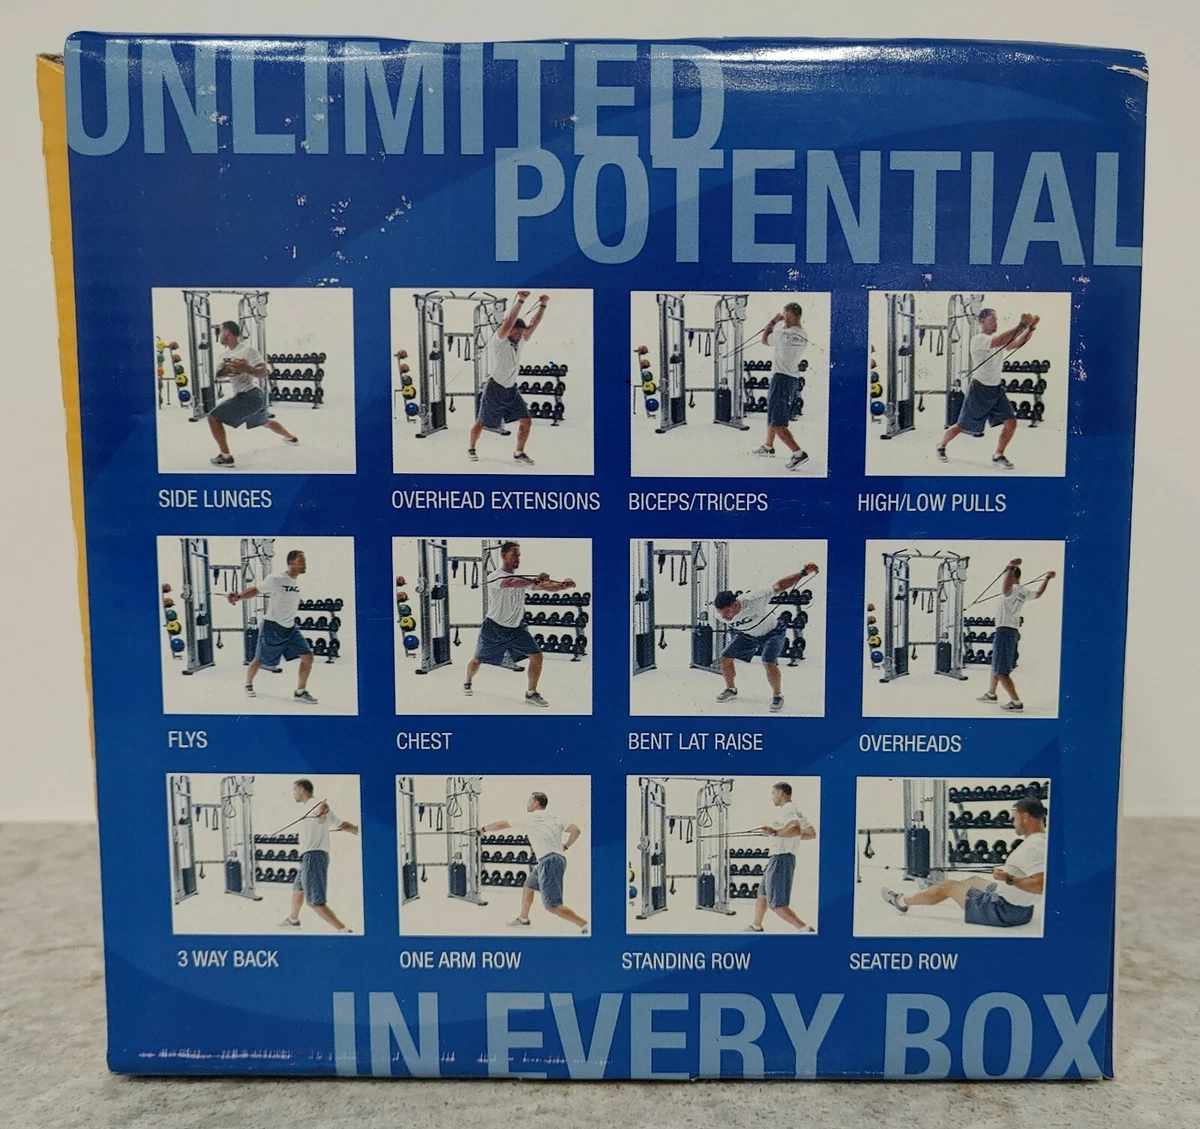 UNLIMITED
POTENTIAL
SIDE LUNGES
OVERHEAD EXTENSIONS
BICEPS/TRICEPS
HIGH/LOW PULLS
FLYS
CHEST
BENT LAT RAISE
OVERHEADS
3 WAY BACK
ONE ARM ROW
STANDING ROW
SEATED ROW
IN EVERY BOX